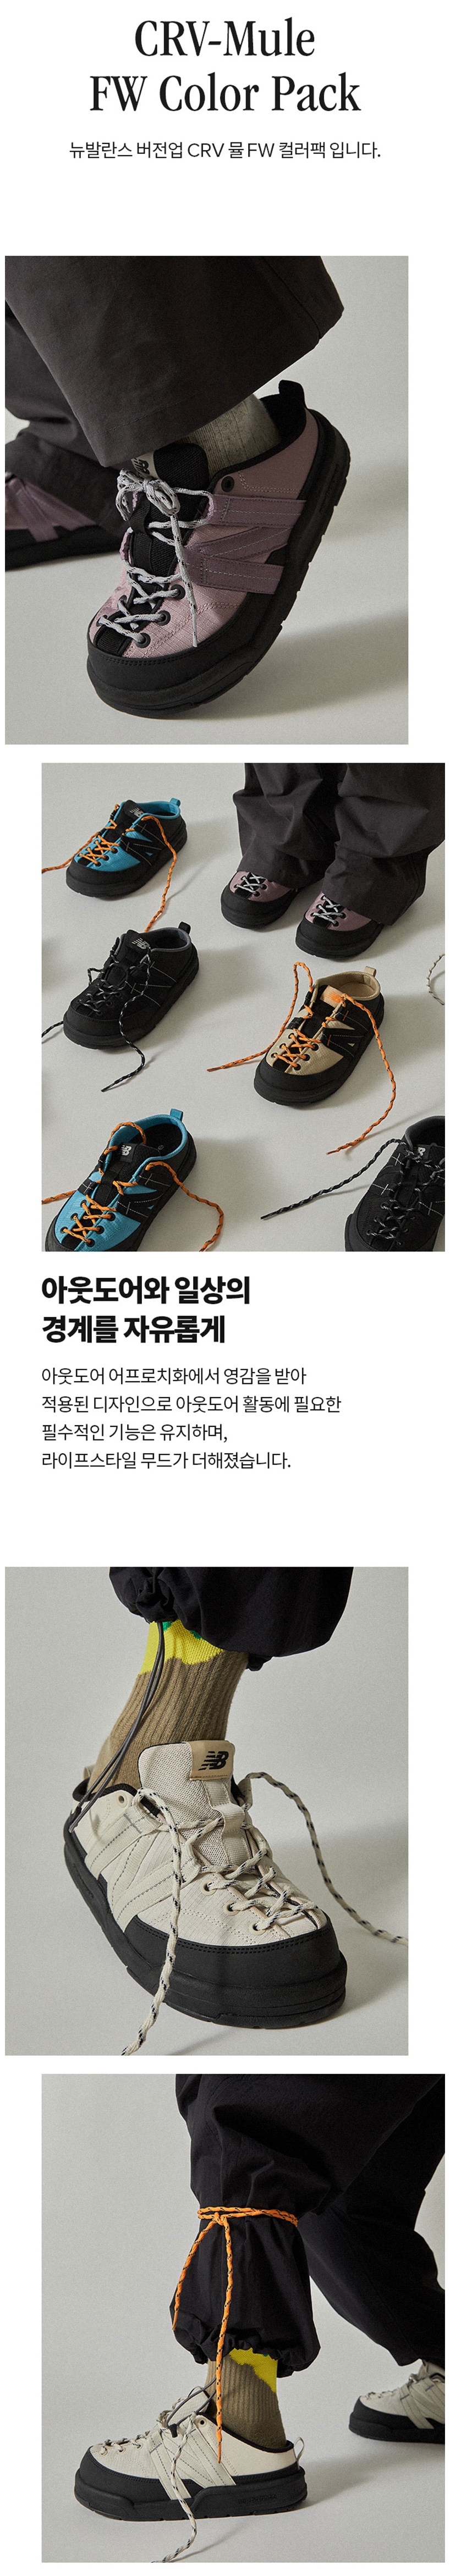 CRV-Mule
FW Color Pack
뉴발란스 버전업 CRV 뮬 FW 컬러팩 입니다.
NB
NB
NB
아웃도어와 일상의
경계를 자유롭게
아웃도어 어프로치화에서 영감을 받아
적용된 디자인으로 아웃도어 활동에 필요한
필수적인 기능은 유지하며,
라이프스타일 무드가 더해졌습니다.
NB